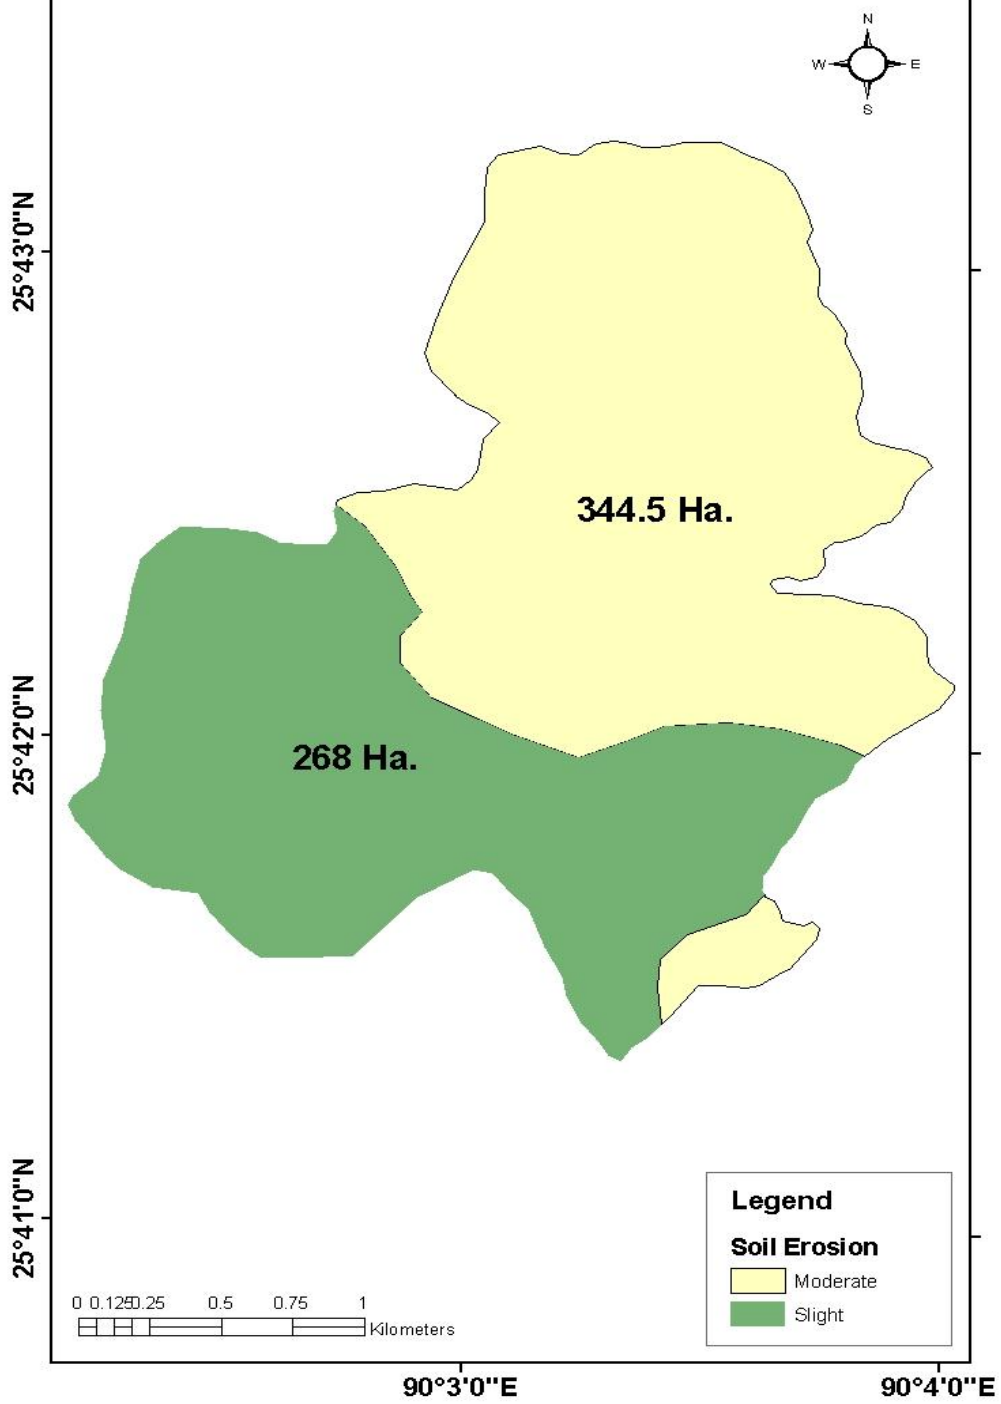 N
W E
S
25°43'0"N
344.5 Ha.
25°42'0"N
268 Ha.
25°41'0"N
Legend
Soil Erosion
Moderate
Slight
0 0.125 0.25 0.5 0.75 1
Kilometers
90°3'0"E 90°4'0"E